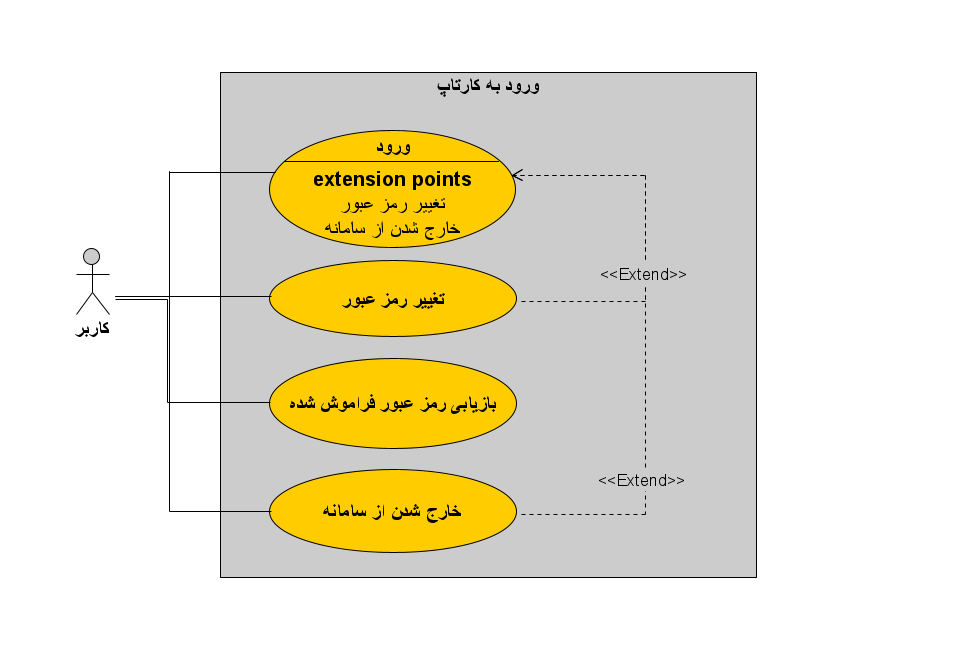 ورود به کارتاپ
ورود
extension points
تغییر رمز عبور
خارج شدن از سامانه
<<Extend>>
تغییر رمز عبور
کاربر
بازیابی رمز عبور فراموش شده
<<Extend>>
خارج شدن از سامانه